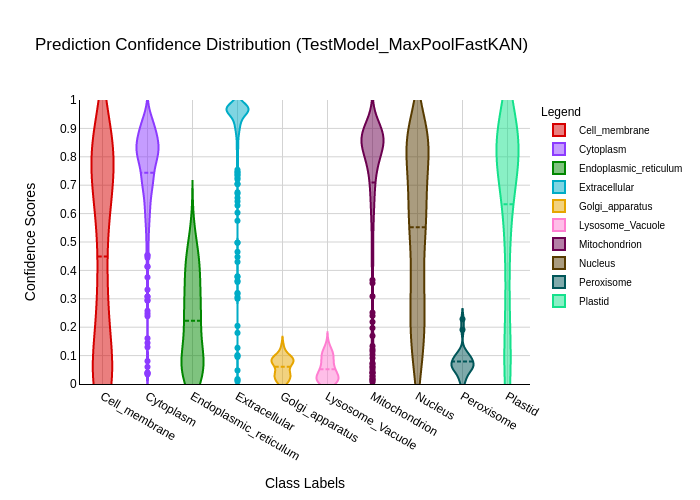 Prediction Confidence Distribution (TestModel_MaxPoolFastKAN)
Confidence Scores
1
0.9
0.8
0.7
0.6
0.5
0.4
0.3
0.2
0.1
0
Cell_membrane
Cytoplasm
Endoplasmic_reticulum
Extracellular
Golgi_apparatus
Lysosome_Vacuole
Mitochondrion
Nucleus
Peroxisome
Plastid
Class Labels
Legend
Cell_membrane
Cytoplasm
Endoplasmic_reticulum
Extracellular
Golgi_apparatus
Lysosome_Vacuole
Mitochondrion
Nucleus
Peroxisome
Plastid